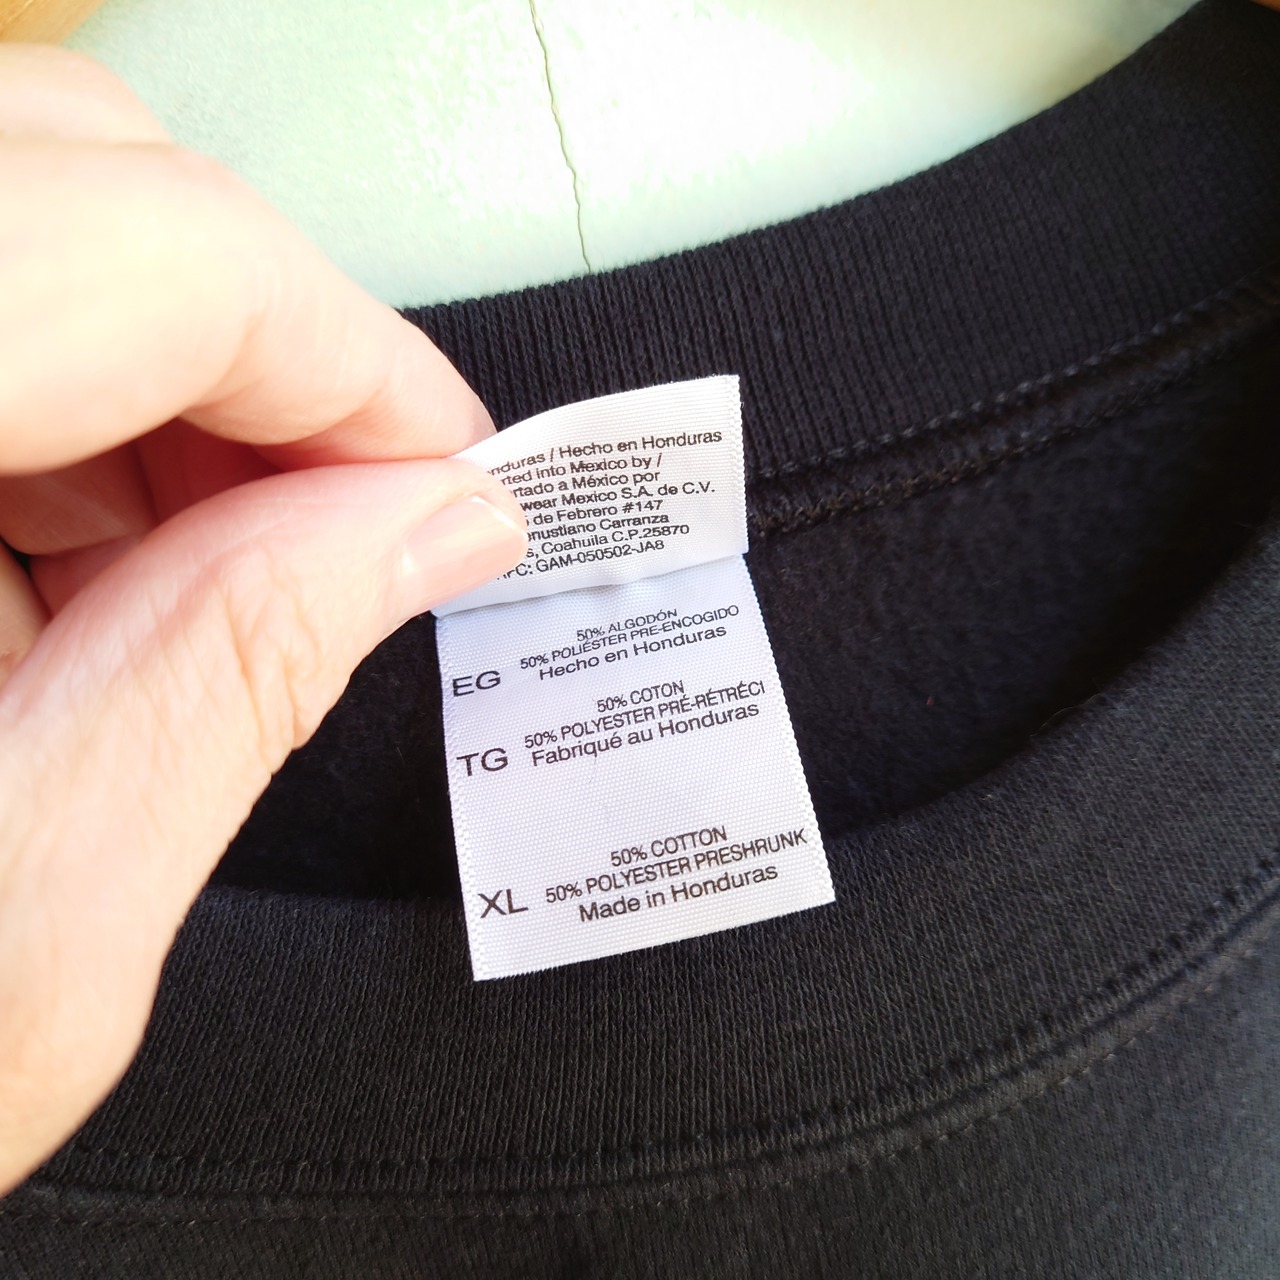 / Hecho en Honduras
into Mexico by /
a México por
Mexico S.A. de C.V.
de Febrero #147
Carranza
Coahuila C.P.25870
GAM-050502-JA8
50% ALGODÓN
50% POLIÉSTER PRE-ENCOGIDO
EG Hecho en Honduras
50% COTON
50% POLYESTER PRÉ-RÉTRÉCI
TG Fabriqué au Honduras
50% COTTON
50% POLYESTER PRESHRUNK
XL Made in Honduras